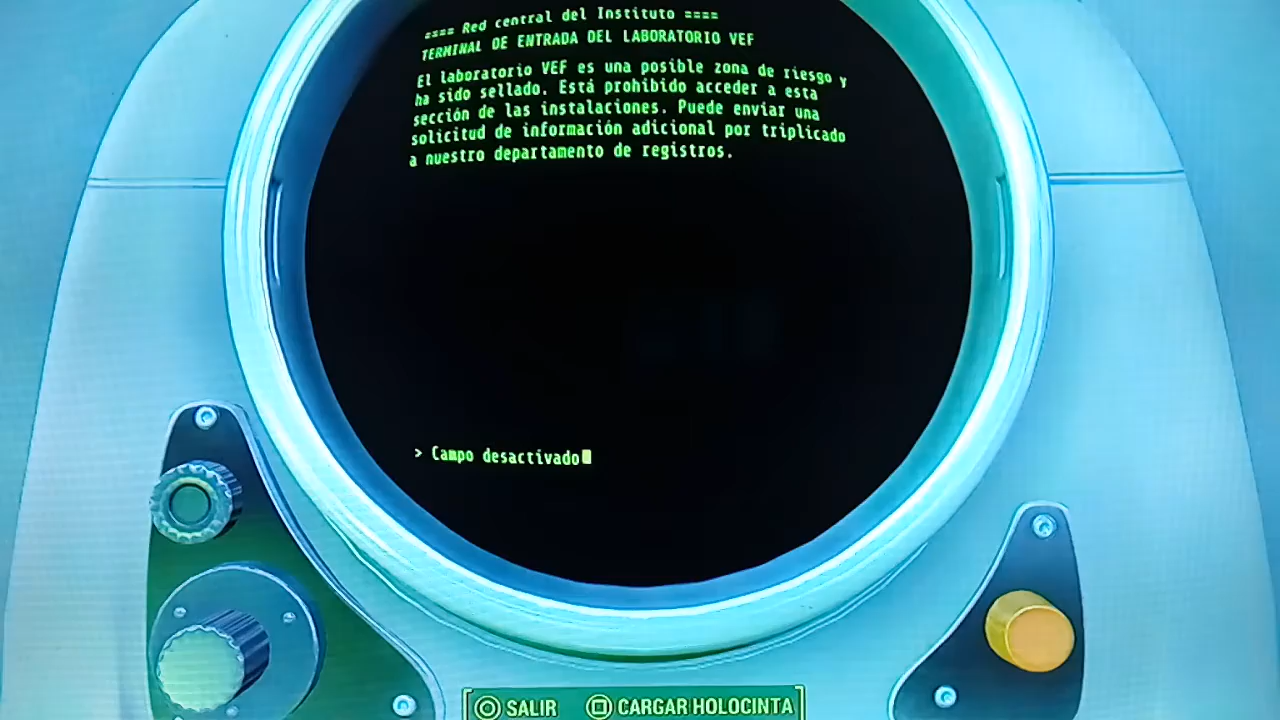 ==== Red central del Instituto ====
TERMINAL DE ENTRADA DEL LABORATORIO VEF
El laboratorio VEF es una posible zona de riesgo y
ha sido sellado. Está prohibido acceder a esta
sección de las instalaciones. Puede enviar una
solicitud de información adicional por triplicado
a nuestro departamento de registros.
> Campo desactivado
SALIR CARGAR HOLOCINTA